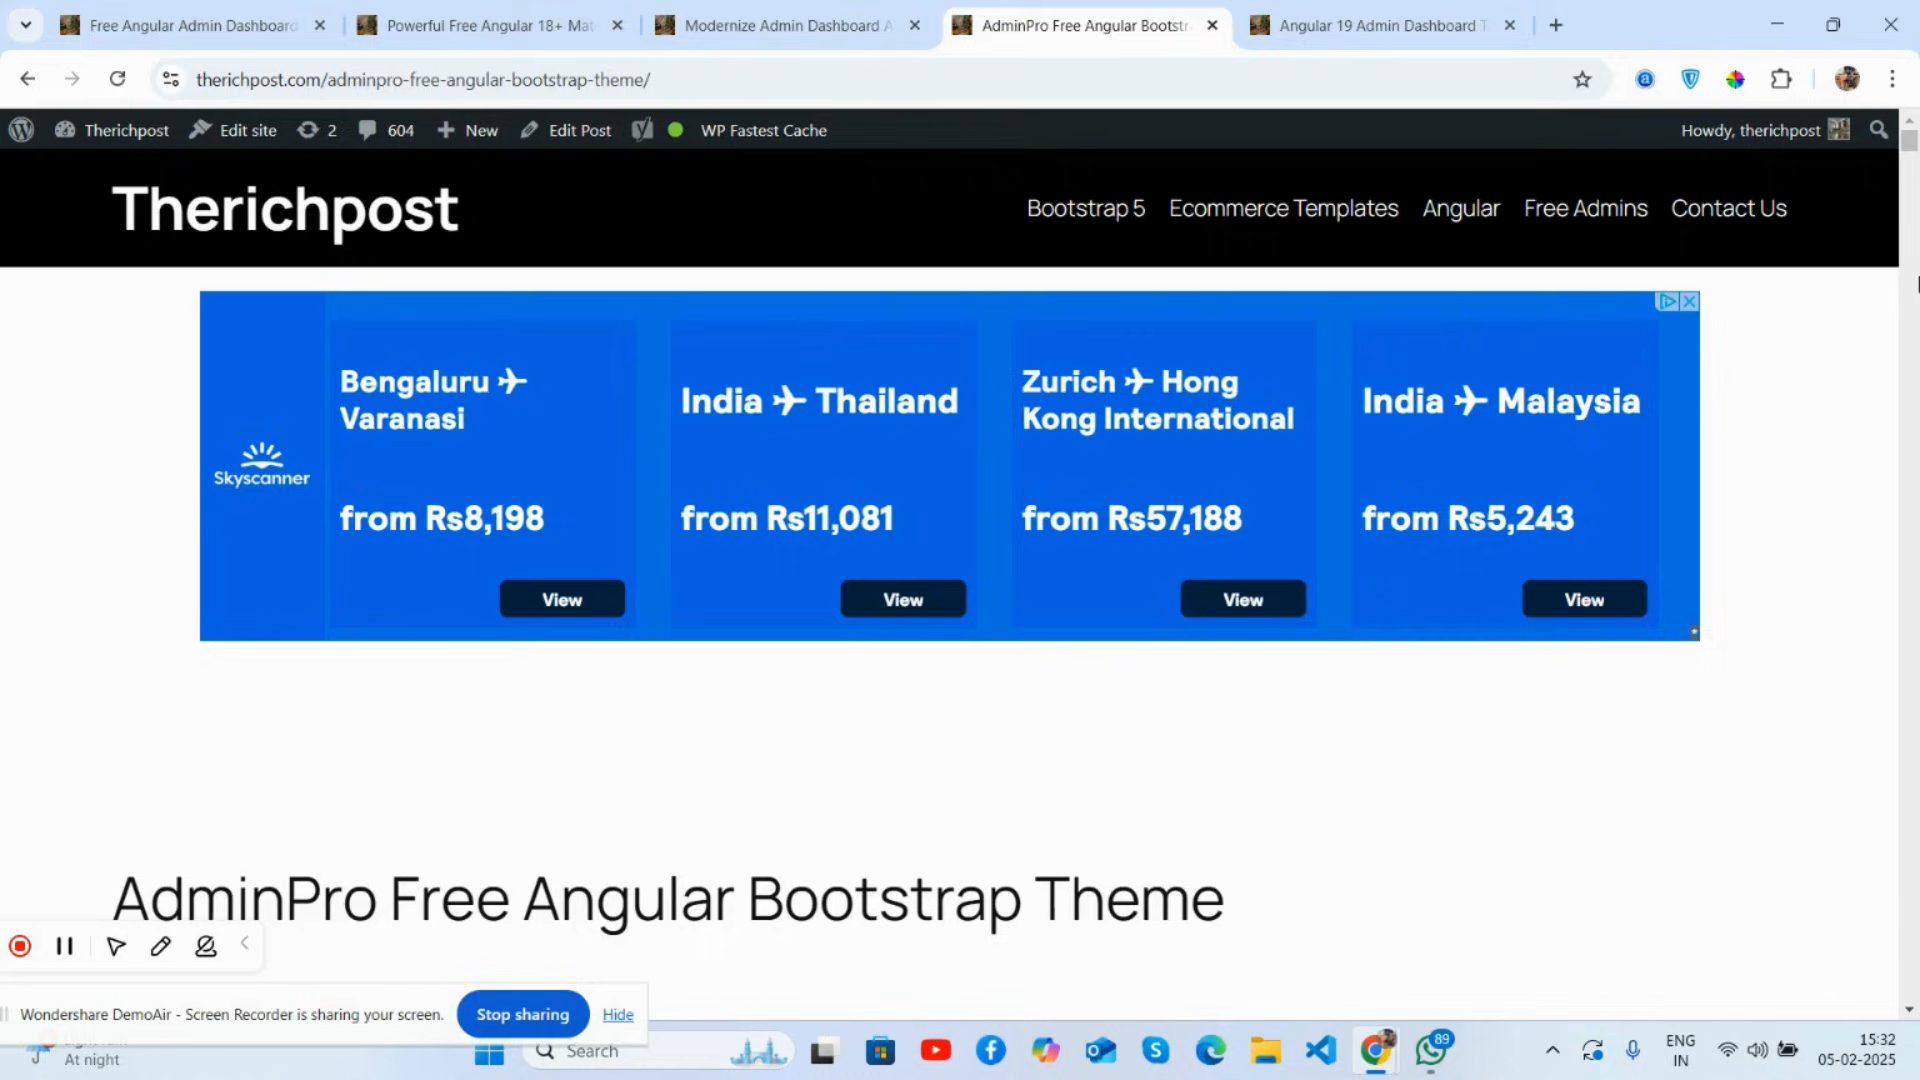 Free Angular Admin Dashboard
Powerful Free Angular 18+ Mat
Modernize Admin Dashboard A
AdminPro Free Angular Bootstr
Angular 19 Admin Dashboard T
therichpost.com/adminpro-free-angular-bootstrap-theme/
Therichpost
Edit site
2
604
New
Edit Post
WP Fastest Cache
Howdy, therichpost
Therichpost
Bootstrap 5
Ecommerce Templates
Angular
Free Admins
Contact Us
Skyscanner
Bengaluru
Varanasi
from Rs8,198
View
India Thailand
from Rs11,081
View
Zurich Hong
Kong International
from Rs57,188
View
India Malaysia
from Rs5,243
View
AdminPro Free Angular Bootstrap Theme
Wondershare DemoAir - Screen Recorder is sharing your screen.
Stop sharing
Hide
At night
Search
89
ENG
IN
15:32
05-02-2025